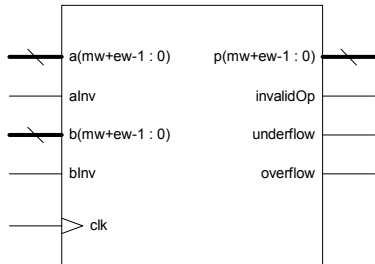 a(mw+ew-1 : 0) p(mw+ew-1 : 0)
aInv invalidOp
b(mw+ew-1 : 0) underflow
bInv overflow
clk